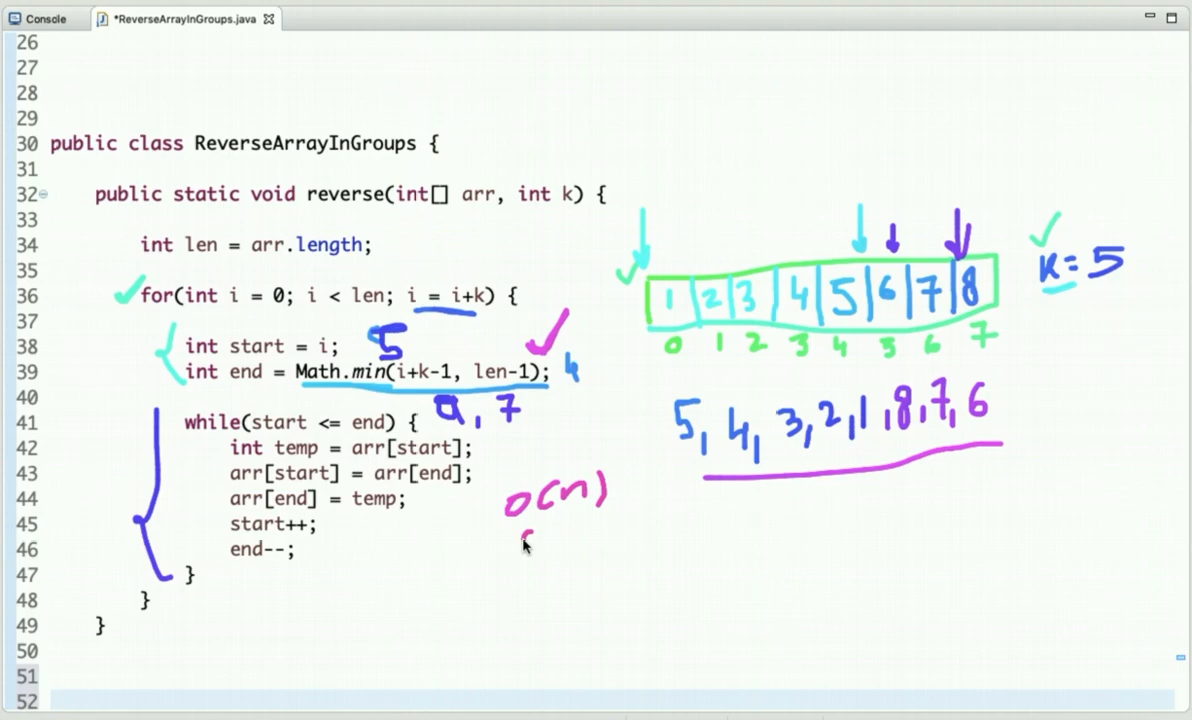 Console *ReverseArrayInGroups.java
26
27
28
29
30 public class ReverseArrayInGroups {
31
32 public static void reverse(int[] arr, int k) {
33
34 int len = arr.length;
35
36 for(int i = 0; i < len; i = i+k) {
37
38 int start = i; 5
39 int end = Math.min(i+k-1, len-1); 4
40 9, 7
41 while(start <= end) {
42 int temp = arr[start];
43 arr[start] = arr[end];
44 arr[end] = temp;
45 start++;
46 end--;
47 }
48 }
49 }
50
51
52
K = 5
1 2 3 4 5 6 7 8
0 1 2 3 4 5 6 7
5, 4, 3, 2, 1, 8, 7, 6
O(n)